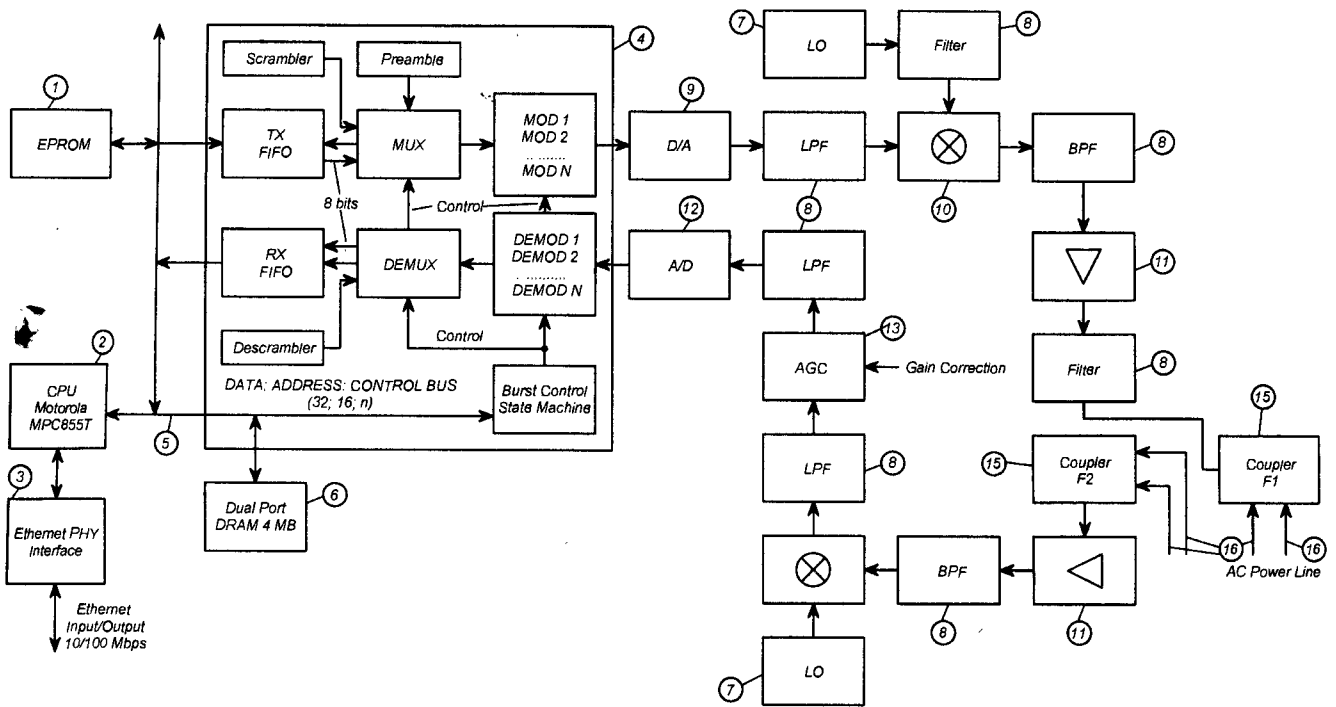 7
LO
8
Filter
4
Scrambler
Preamble
1
EPROM
TX
FIFO
MUX
MOD 1
MOD 2
MOD N
9
D/A
LPF
8
10
BPF
8
8 bits
Control
12
RX
FIFO
DEMUX
DEMOD 1
DEMOD 2
DEMOD N
A/D
LPF
11
Descrambler
Control
13
AGC
Gain Correction
Filter
8
2
CPU
Motorola
MPC855T
DATA; ADDRESS: CONTROL BUS
(32; 16; n)
Burst Control
State Machine
5
15
Coupler
F1
LPF
8
15
Coupler
F2
3
Ethernet PHY
Interface
6
Dual Port
DRAM 4 MB
16
16
AC Power Line
BPF
8
11
Ethernet
Input/Output
10/100 Mbps
7
LO